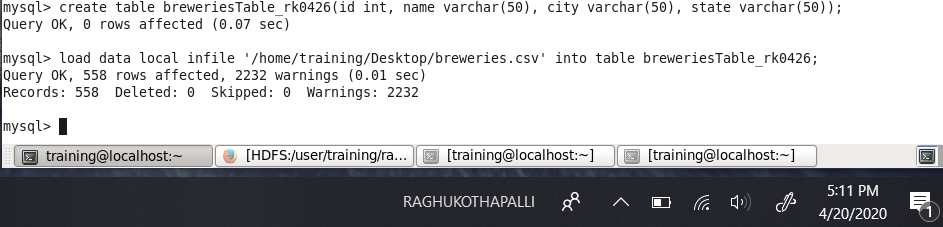 mysql> create table breweriesTable_rk0426(id int, name varchar(50), city varchar(50), state varchar(50));
Query OK, 0 rows affected (0.07 sec)
mysql> load data local infile '/home/training/Desktop/breweries.csv' into table breweriesTable_rk0426;
Query OK, 558 rows affected, 2232 warnings (0.01 sec)
Records: 558  Deleted: 0  Skipped: 0  Warnings: 2232
mysql>
training@localhost:~ [HDFS:/user/training/ra... [training@localhost:~] [training@localhost:~]
RAGHUKOTHAPALLI 5:11 PM
4/20/2020 1